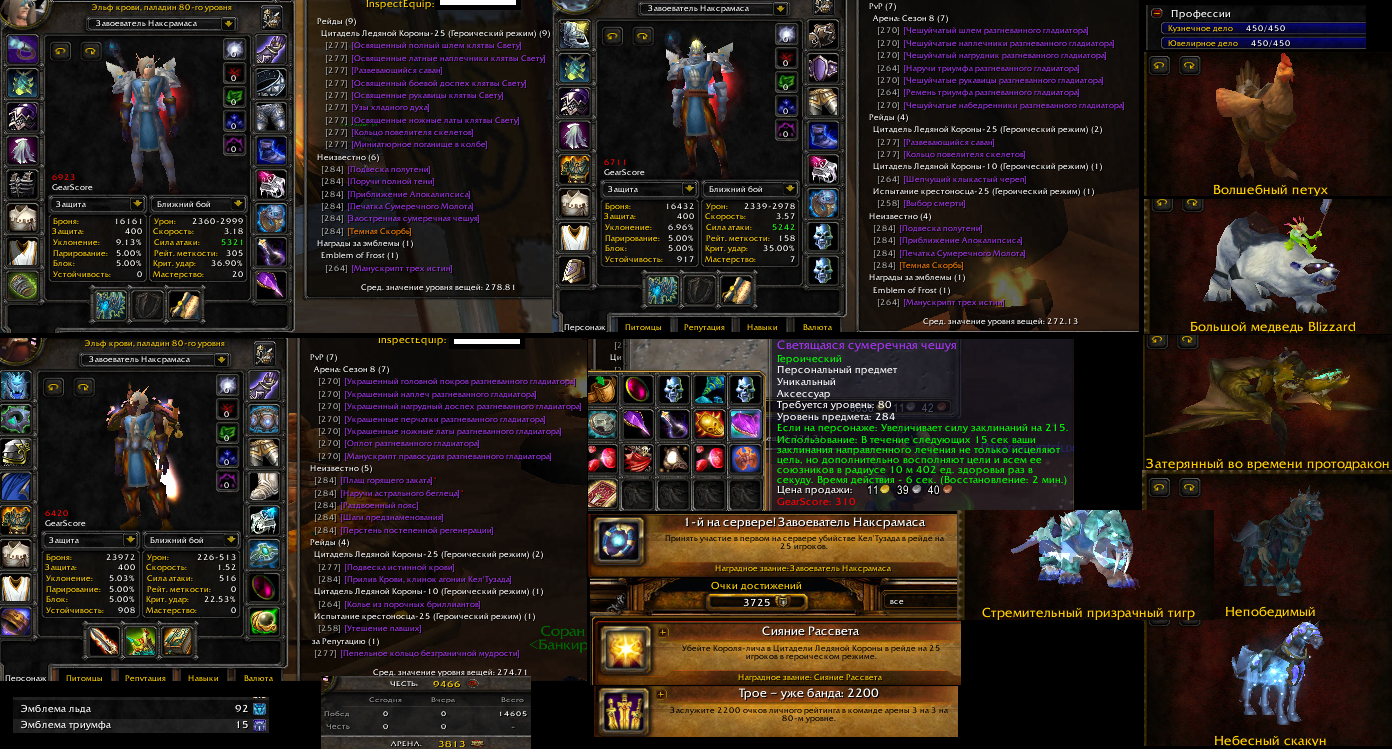 Эльф крови, паладин 80-го уровня
Завоеватель Наксрамаса
6923
GearScore
Защита
Ближний бой
Броня: 16161
Защита: 400
Уклонение: 9.13%
Парирование: 5.00%
Блок: 5.00%
Устойчивость: 0
Урон: 2360-2999
Скорость: 3.18
Сила атаки: 5321
Рейт. меткости: 305
Крит. удар: 36.90%
Мастерство: 20
InspectEquip:
Рейды (9)
Цитадель Ледяной Короны-25 (Героический режим) (9)
[277] [Освященный полный шлем клятвы Свету]
[277] [Освященные латные наплечники клятвы Свету]
[277] [Развевающийся саван]
[277] [Освященный боевой доспех клятвы Свету]
[277] [Освященные рукавицы клятвы Свету]
[277] [Узы хладного духа]
[277] [Освященные ножные латы клятвы Свету]
[277] [Кольцо повелителя скелетов]
[277] [Миниатюрное поганище в колбе]
Неизвестно (6)
[284] [Подвеска полутени]
[284] [Поручи полной тени]
[284] [Приближение Апокалипсиса]
[284] [Печатка Сумеречного Молота]
[284] [Заостренная сумеречная чешуя]
[284] [Темная Скорбь]
Награды за эмблемы (1)
Emblem of Frost (1)
[264] [Манускрипт трех истин]
Сред. значение уровня вещей: 278.81
Завоеватель Наксрамаса
6711
GearScore
Защита
Ближний бой
Броня: 16432
Защита: 400
Уклонение: 6.96%
Парирование: 5.00%
Блок: 5.00%
Устойчивость: 917
Урон: 2339-2978
Скорость: 3.57
Сила атаки: 5242
Рейт. меткости: 158
Крит. удар: 35.00%
Мастерство: 7
Персонаж
Питомцы
Репутация
Навыки
Валюта
PvP (7)
Арена: Сезон 8 (7)
[270] [Чешуйчатый шлем разгневанного гладиатора]
[270] [Чешуйчатые наплечники разгневанного гладиатора]
[270] [Чешуйчатый нагрудник разгневанного гладиатора]
[264] [Наручи триумфа разгневанного гладиатора]
[270] [Чешуйчатые рукавицы разгневанного гладиатора]
[264] [Ремень триумфа разгневанного гладиатора]
[270] [Чешуйчатые набедренники разгневанного гладиатора]
Рейды (4)
Цитадель Ледяной Короны-25 (Героический режим) (2)
[277] [Развевающийся саван]
[277] [Кольцо повелителя скелетов]
Цитадель Ледяной Короны-10 (Героический режим) (1)
[264] [Шепчущий клыкастый череп]
Испытание крестоносца-25 (Героический режим) (1)
[258] [Выбор смерти]
Неизвестно (4)
[284] [Подвеска полутени]
[284] [Приближение Апокалипсиса]
[284] [Печатка Сумеречного Молота]
[284] [Темная Скорбь]
Награды за эмблемы (1)
Emblem of Frost (1)
[264] [Манускрипт трех истин]
Сред. значение уровня вещей: 272.13
Профессии
Кузнечное дело 450/450
Ювелирное дело 450/450
Волшебный петух
Большой медведь Blizzard
Затерянный во времени протодракон
Непобедимый
Небесный скакун
Эльф крови, паладин 80-го уровня
Завоеватель Наксрамаса
6420
GearScore
Защита
Ближний бой
Броня: 23972
Защита: 400
Уклонение: 5.03%
Парирование: 5.00%
Блок: 5.00%
Устойчивость: 908
Урон: 226-513
Скорость: 1.52
Сила атаки: 516
Рейт. меткости: 0
Крит. удар: 22.53%
Мастерство: 0
Персонаж
Питомцы
Репутация
Навыки
Валюта
InspectEquip:
PvP (7)
Арена: Сезон 8 (7)
[270] [Украшенный головной покров разгневанного гладиатора]
[270] [Украшенный наплеч разгневанного гладиатора]
[270] [Украшенный нагрудный доспех разгневанного гладиатора]
[270] [Украшенные перчатки разгневанного гладиатора]
[270] [Украшенные ножные латы разгневанного гладиатора]
[270] [Оплот разгневанного гладиатора]
[270] [Манускрипт правосудия разгневанного гладиатора]
Неизвестно (5)
[284] [Плащ горящего заката]
[284] [Наручи астрального беглеца]
[284] [Раздвоенный пояс]
[284] [Шаги предзнаменования]
[284] [Перстень постепенной регенерации]
Рейды (4)
Цитадель Ледяной Короны-25 (Героический режим) (2)
[277] [Подвеска истинной крови]
[284] [Прилив Крови, клинок агонии Кел'Тузада]
Цитадель Ледяной Короны-10 (Героический режим) (1)
[264] [Колье из порочных бриллиантов]
Испытание крестоносца-25 (Героический режим) (1)
[258] [Утешение павших]
за Репутацию (1)
[277] [Пепельное кольцо безграничной мудрости]
Сред. значение уровня вещей: 274.71
Соран
<Банкир
Эмблема льда 92
Эмблема триумфа 15
ЧЕСТЬ: 9466
Сегодня Вчера Всего
Побед 0 0 14605
Честь 0 0 -
АРЕНА: 3813
Ци
Светящаяся сумеречная чешуя
Героический
Персональный предмет
Уникальный
Аксессуар
Требуется уровень: 80
Уровень предмета: 284
Если на персонаже: Увеличивает силу заклинаний на 215.
Использование: В течение следующих 15 сек ваши
заклинания направленного лечения не только исцеляют
цель, но дополнительно восполняют цели и всем ее
союзников в радиусе 10 м 402 ед. здоровья раз в
секунду. Время действия - 6 сек. (Восстановление: 2 мин.)
Цена продажи: 11 39 40
GearScore: 310
1-й на сервере! Завоеватель Наксрамаса
Принять участие в первом на сервере убийстве Кел'Тузада в рейде на
25 игроков.
Наградное звание: Завоеватель Наксрамаса
Очки достижений
3725
все
Сияние Рассвета
Убейте Короля-лича в Цитадели Ледяной Короны в рейде на 25
игроков в героическом режиме.
Наградное звание: Сияние Рассвета
Трое – уже банда: 2200
Заслужите 2200 очков личного рейтинга в команде арены 3 на 3 на
80-м уровне.
Стремительный призрачный тигр